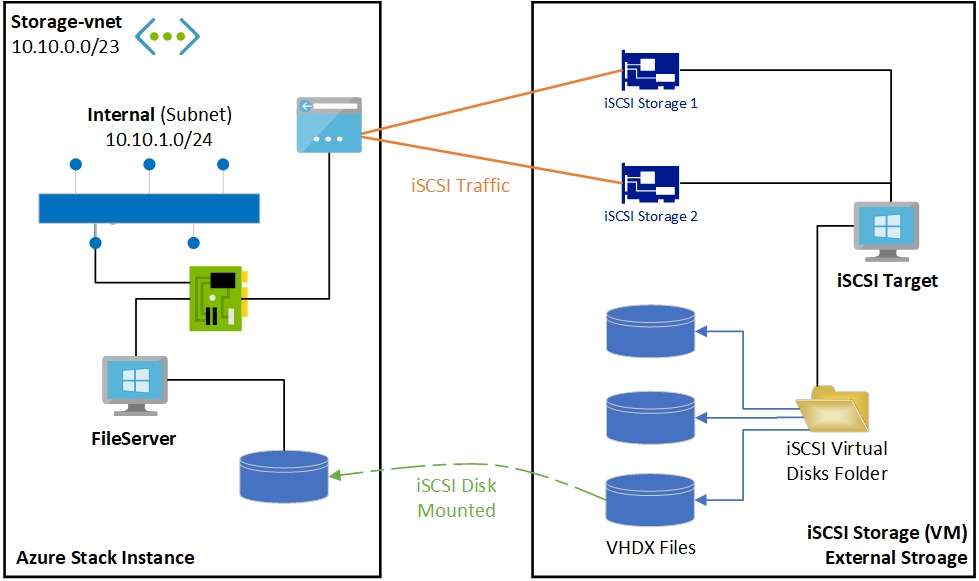 Storage-vnet
10.10.0.0/23
Internal (Subnet)
10.10.1.0/24
iSCSI Traffic
FileServer
iSCSI Disk
Mounted
Azure Stack Instance
iSCSI Storage 1
iSCSI Storage 2
iSCSI Target
iSCSI Virtual
Disks Folder
VHDX Files
iSCSI Storage (VM)
External Stroage